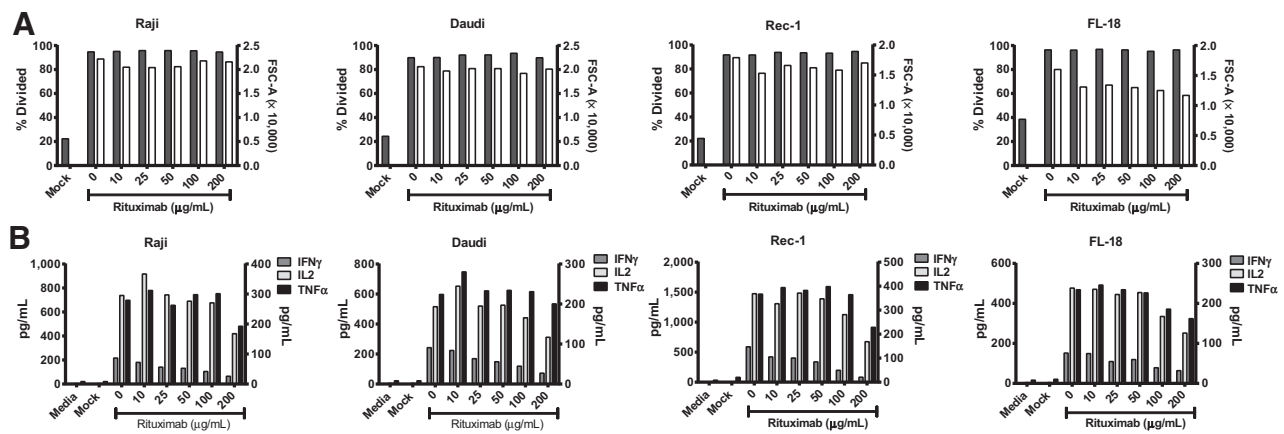 A
Raji
% Divided
100
80
60
40
20
0
2.5
2.0
1.5
1.0
0.5
0.0
FSC-A (× 10,000)
Mock
0
10
25
50
100
200
Rituximab (µg/mL)
Daudi
% Divided
100
80
60
40
20
0
2.5
2.0
1.5
1.0
0.5
0.0
FSC-A (× 10,000)
Mock
0
10
25
50
100
200
Rituximab (µg/mL)
Rec-1
% Divided
100
80
60
40
20
0
2.0
1.5
1.0
0.5
0.0
FSC-A (× 10,000)
Mock
0
10
25
50
100
200
Rituximab (µg/mL)
FL-18
% Divided
100
80
60
40
20
0
2.0
1.5
1.0
0.5
0.0
FSC-A (× 10,000)
Mock
0
10
25
50
100
200
Rituximab (µg/mL)
B
Raji
IFNγ
IL2
TNFα
pg/mL
1,000
800
600
400
200
0
400
300
200
100
0
pg/mL
Media
Mock
0
10
25
50
100
200
Rituximab (µg/mL)
Daudi
IFNγ
IL2
TNFα
pg/mL
800
600
400
200
0
300
200
100
0
pg/mL
Media
Mock
0
10
25
50
100
200
Rituximab (µg/mL)
Rec-1
IFNγ
IL2
TNFα
pg/mL
2,000
1,500
1,000
500
0
500
400
300
200
100
0
pg/mL
Media
Mock
0
10
25
50
100
200
Rituximab (µg/mL)
FL-18
IFNγ
IL2
TNFα
pg/mL
600
400
200
0
300
200
100
0
pg/mL
Media
Mock
0
10
25
50
100
200
Rituximab (µg/mL)